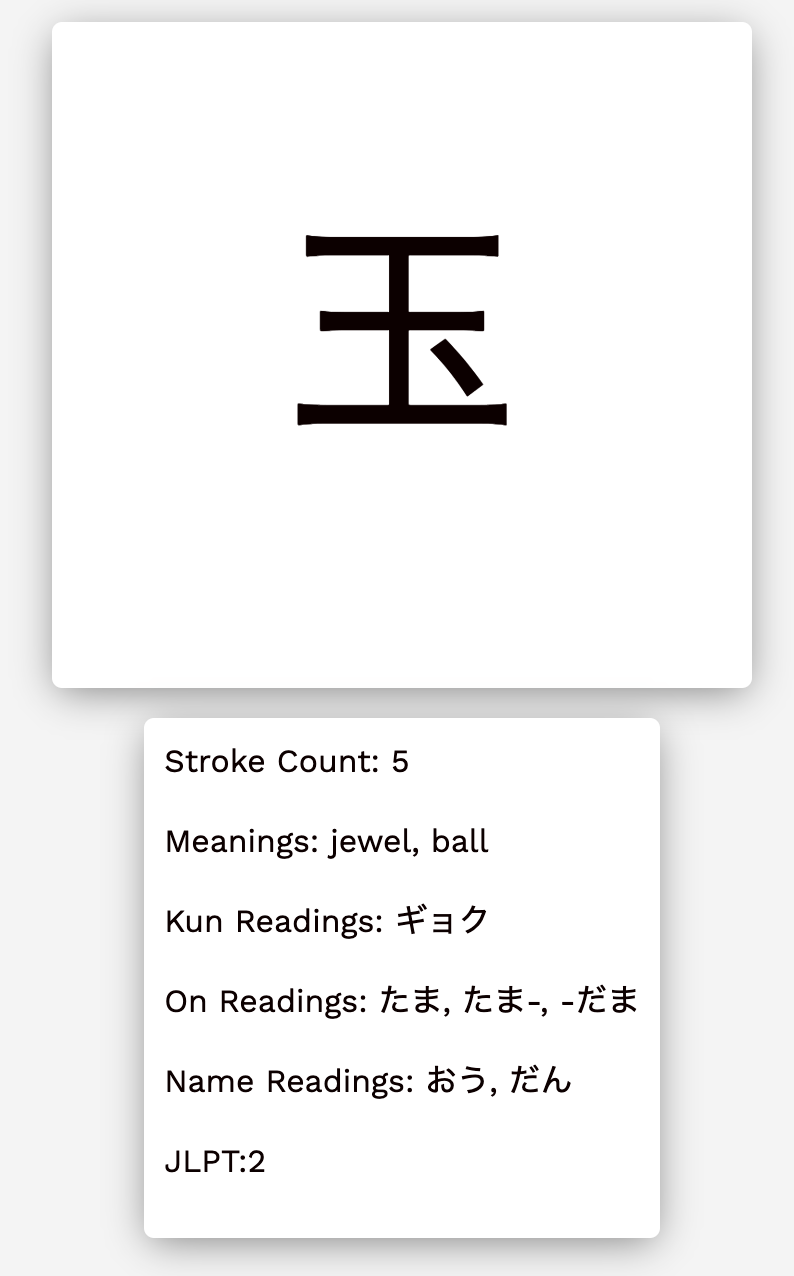 玉
Stroke Count: 5
Meanings: jewel, ball
Kun Readings: ギョク
On Readings: たま, たま-, -だま
Name Readings: おう, だん
JLPT:2